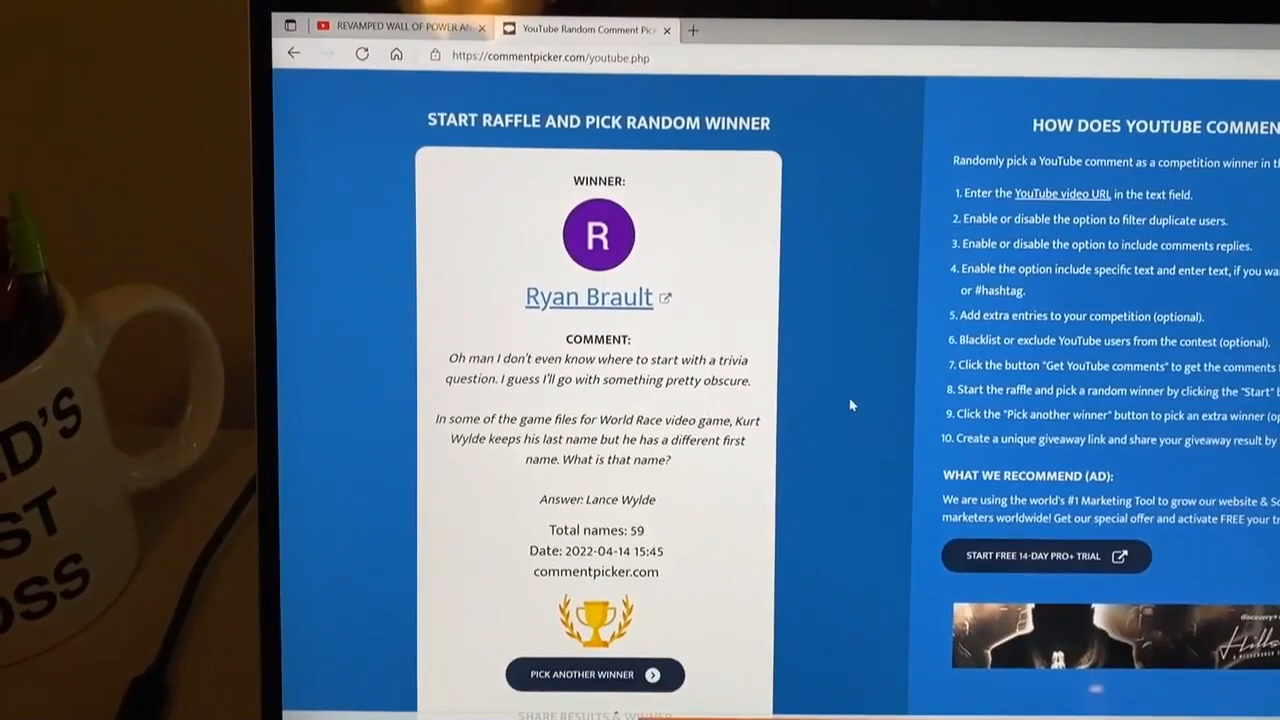 REVAMPED WALL OF POWER AN
YouTube Random Comment Pic
https://commentpicker.com/youtube.php
START RAFFLE AND PICK RANDOM WINNER
WINNER:
R
Ryan Brault
COMMENT:
Oh man I don't even know where to start with a trivia
question. I guess I'll go with something pretty obscure.
In some of the game files for World Race video game, Kurt
Wylde keeps his last name but he has a different first
name. What is that name?
Answer: Lance Wylde
Total names: 59
Date: 2022-04-14 15:45
commentpicker.com
PICK ANOTHER WINNER
SHARE RESULTS & WINNER
HOW DOES YOUTUBE COMMEN
Randomly pick a YouTube comment as a competition winner in t
1. Enter the YouTube video URL in the text field.
2. Enable or disable the option to filter duplicate users.
3. Enable or disable the option to include comments replies.
4. Enable the option include specific text and enter text, if you wa
or #hashtag.
5. Add extra entries to your competition (optional).
6. Blacklist or exclude YouTube users from the contest (optional).
7. Click the button "Get YouTube comments" to get the comments
8. Start the raffle and pick a random winner by clicking the "Start" b
9. Click the "Pick another winner" button to pick an extra winner (op
10. Create a unique giveaway link and share your giveaway result by
WHAT WE RECOMMEND (AD):
We are using the world's #1 Marketing Tool to grow our website & So
marketers worldwide! Get our special offer and activate FREE your tr
START FREE 14-DAY PRO+ TRIAL
discovery+
D'S
ST
OSS